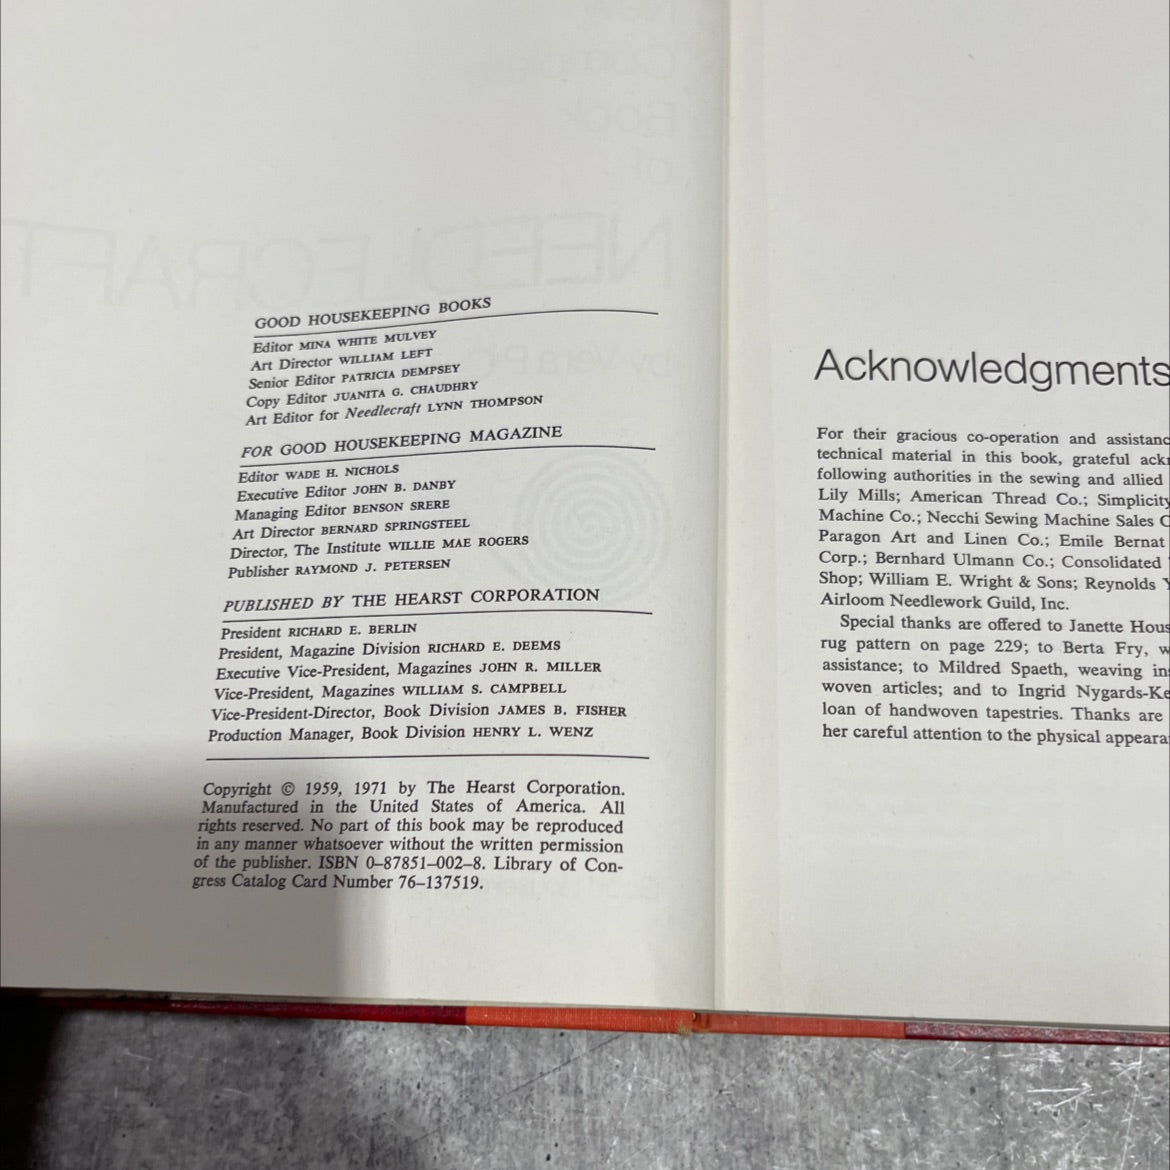 GOOD HOUSEKEEPING BOOKS
Editor MINA WHITE MULVEY
Art Director WILLIAM LEFT
Senior Editor PATRICIA DEMPSEY
Copy Editor JUANITA G. CHAUDHRY
Art Editor for Needlecraft LYNN THOMPSON
FOR GOOD HOUSEKEEPING MAGAZINE
Editor WADE H. NICHOLS
Executive Editor JOHN B. DANBY
Managing Editor BENSON SRERE
Art Director BERNARD SPRINGSTEEL
Director, The Institute WILLIE MAE ROGERS
Publisher RAYMOND J. PETERSEN
PUBLISHED BY THE HEARST CORPORATION
President RICHARD E. BERLIN
President, Magazine Division RICHARD E. DEEMS
Executive Vice-President, Magazines JOHN R. MILLER
Vice-President, Magazines WILLIAM S. CAMPBELL
Vice-President-Director, Book Division JAMES B. FISHER
Production Manager, Book Division HENRY L. WENZ
Copyright © 1959, 1971 by The Hearst Corporation.
Manufactured in the United States of America. All
rights reserved. No part of this book may be reproduced
in any manner whatsoever without the written permission
of the publisher. ISBN 0–87851–002–8. Library of Con-
gress Catalog Card Number 76–137519.
Acknowledgments
For their gracious co-operation and assistanc
technical material in this book, grateful ack
following authorities in the sewing and allied
Lily Mills; American Thread Co.; Simplicity
Machine Co.; Necchi Sewing Machine Sales C
Paragon Art and Linen Co.; Emile Bernat
Corp.; Bernhard Ulmann Co.; Consolidated
Shop; William E. Wright & Sons; Reynolds Y
Airloom Needlework Guild, Inc.
Special thanks are offered to Janette Hous
rug pattern on page 229; to Berta Fry, w
assistance; to Mildred Spaeth, weaving in
woven articles; and to Ingrid Nygards-Ke
loan of handwoven tapestries. Thanks are
her careful attention to the physical appeara